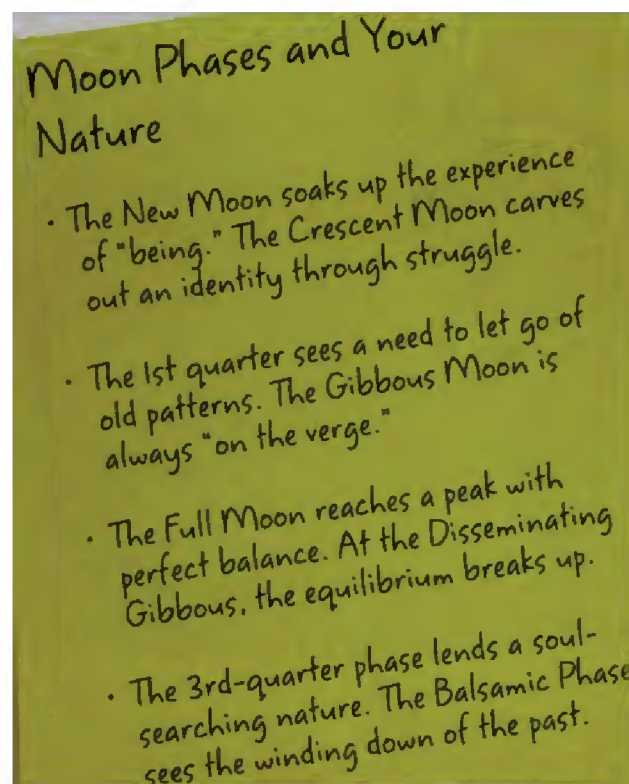 Moon Phases and Your
Nature
· The New Moon soaks up the experience
of "being." The Crescent Moon carves
out an identity through struggle.
· The 1st quarter sees a need to let go of
old patterns. The Gibbous Moon is
always "on the verge."
· The Full Moon reaches a peak with
perfect balance. At the Disseminating
Gibbous, the equilibrium breaks up.
· The 3rd-quarter phase lends a soul-
searching nature. The Balsamic Phase
sees the winding down of the past.